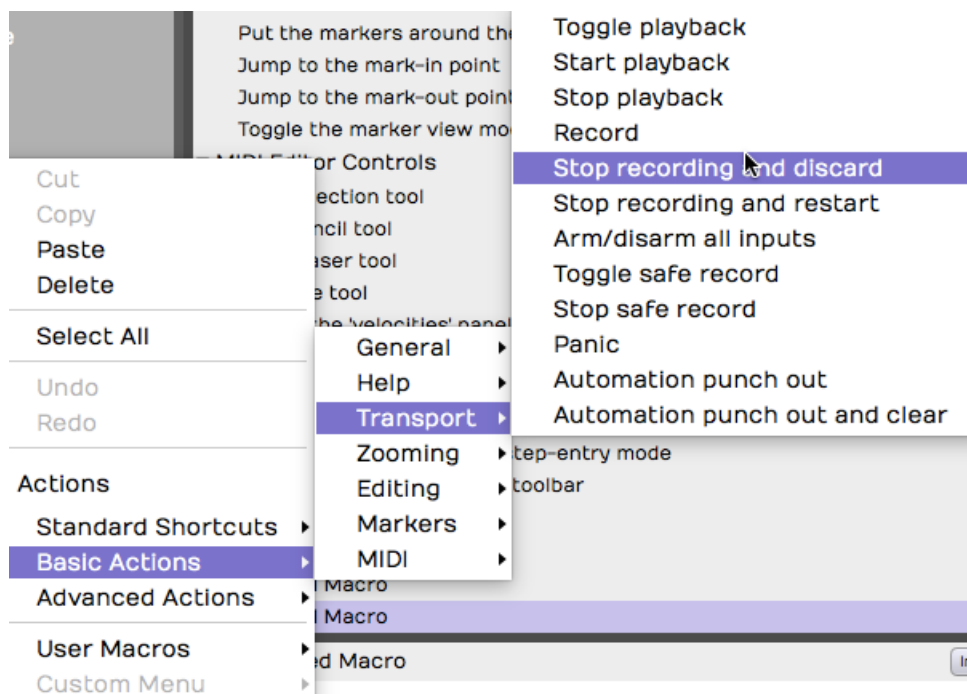 Put the markers around the
Jump to the mark-in point
Jump to the mark-out point
Toggle the marker view mo
MIDI Editor Controls
ection tool
ncil tool
aser tool
e tool
the 'velocities' panel
step-entry mode
toolbar
Macro
Macro
ed Macro
Cut
Copy
Paste
Delete
Select All
Undo
Redo
Actions
Standard Shortcuts
Basic Actions
Advanced Actions
User Macros
Custom Menu
General
Help
Transport
Zooming
Editing
Markers
MIDI
Toggle playback
Start playback
Stop playback
Record
Stop recording and discard
Stop recording and restart
Arm/disarm all inputs
Toggle safe record
Stop safe record
Panic
Automation punch out
Automation punch out and clear